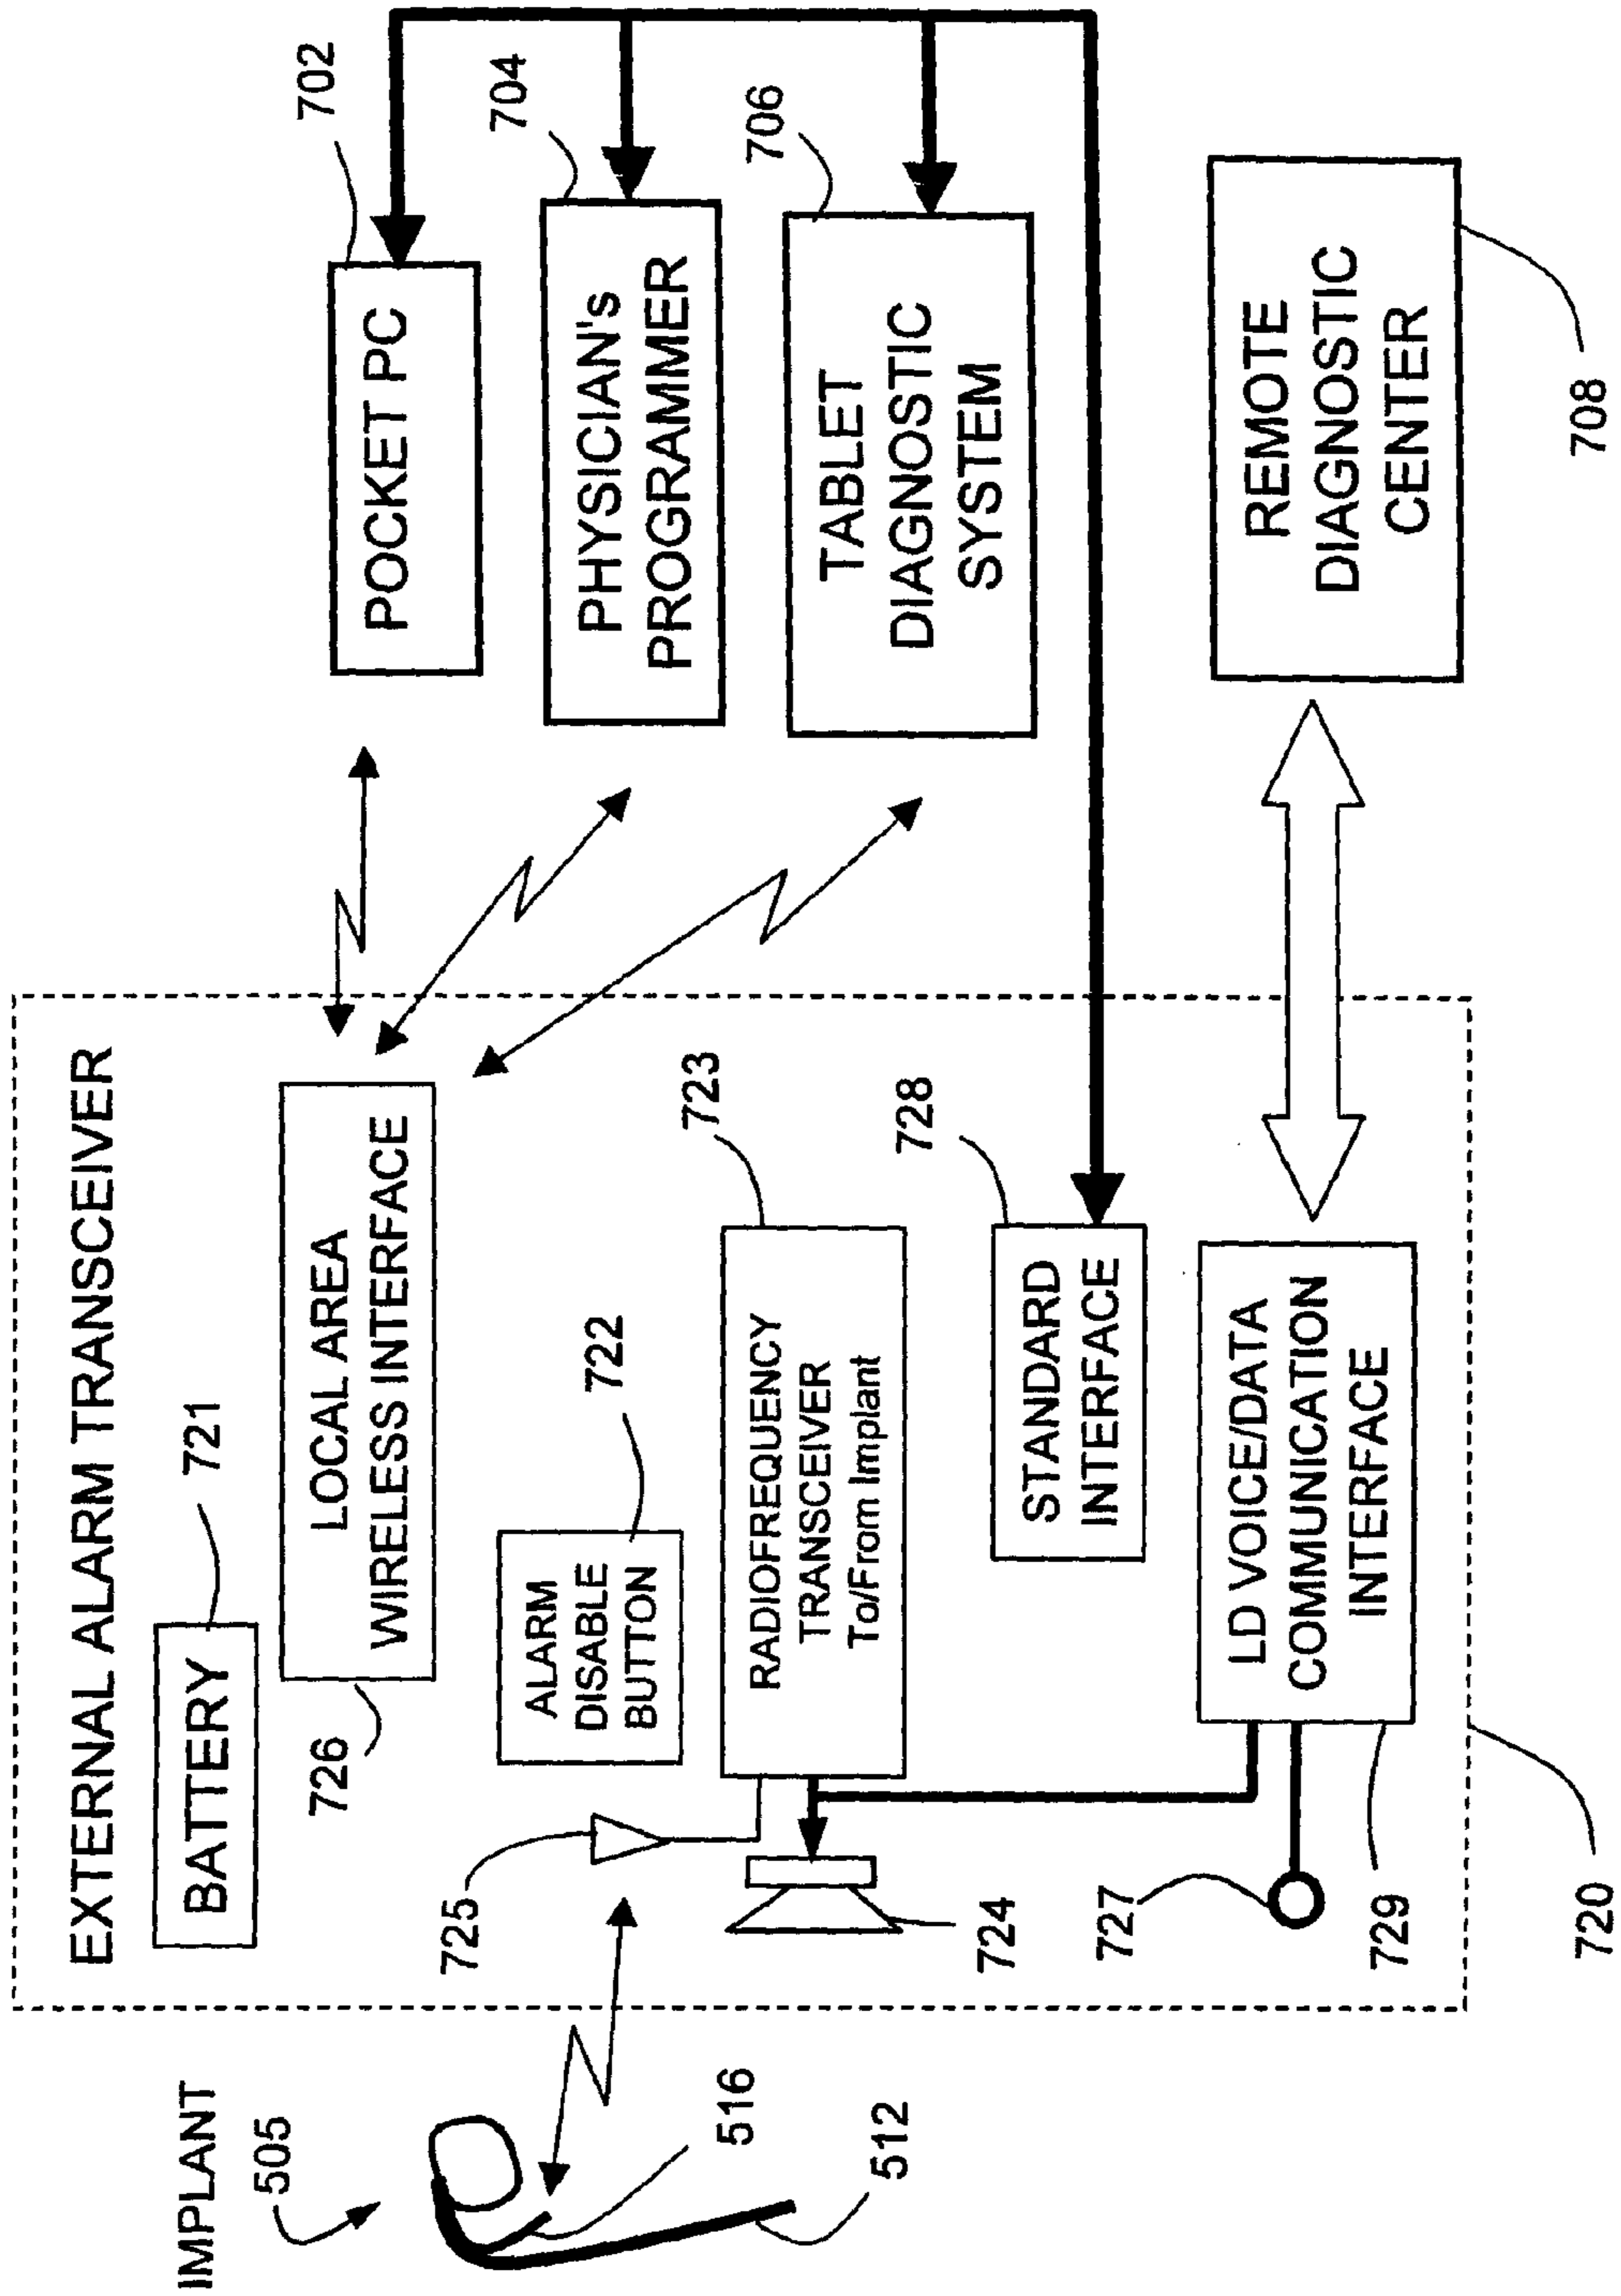 IMPLANT
505
516
512
EXTERNAL ALARM TRANSCEIVER
BATTERY
721
LOCAL AREA
WIRELESS INTERFACE
726
ALARM
DISABLE
BUTTON
722
725
RADIOFREQUENCY
TRANSCEIVER
To/From Implant
723
724
STANDARD
INTERFACE
728
LD VOICE/DATA
COMMUNICATION
INTERFACE
727
729
720
POCKET PC
702
PHYSICIAN's
PROGRAMMER
704
TABLET
DIAGNOSTIC
SYSTEM
706
REMOTE
DIAGNOSTIC
CENTER
708